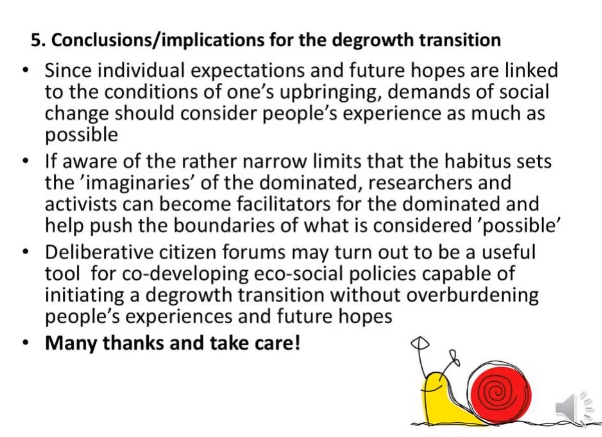 5. Conclusions/implications for the degrowth transition
• Since individual expectations and future hopes are linked
to the conditions of one’s upbringing, demands of social
change should consider people’s experience as much as
possible
• If aware of the rather narrow limits that the habitus sets
the ’imaginaries’ of the dominated, researchers and
activists can become facilitators for the dominated and
help push the boundaries of what is considered ’possible’
• Deliberative citizen forums may turn out to be a useful
tool for co-developing eco-social policies capable of
initiating a degrowth transition without overburdening
people’s experiences and future hopes
• Many thanks and take care!